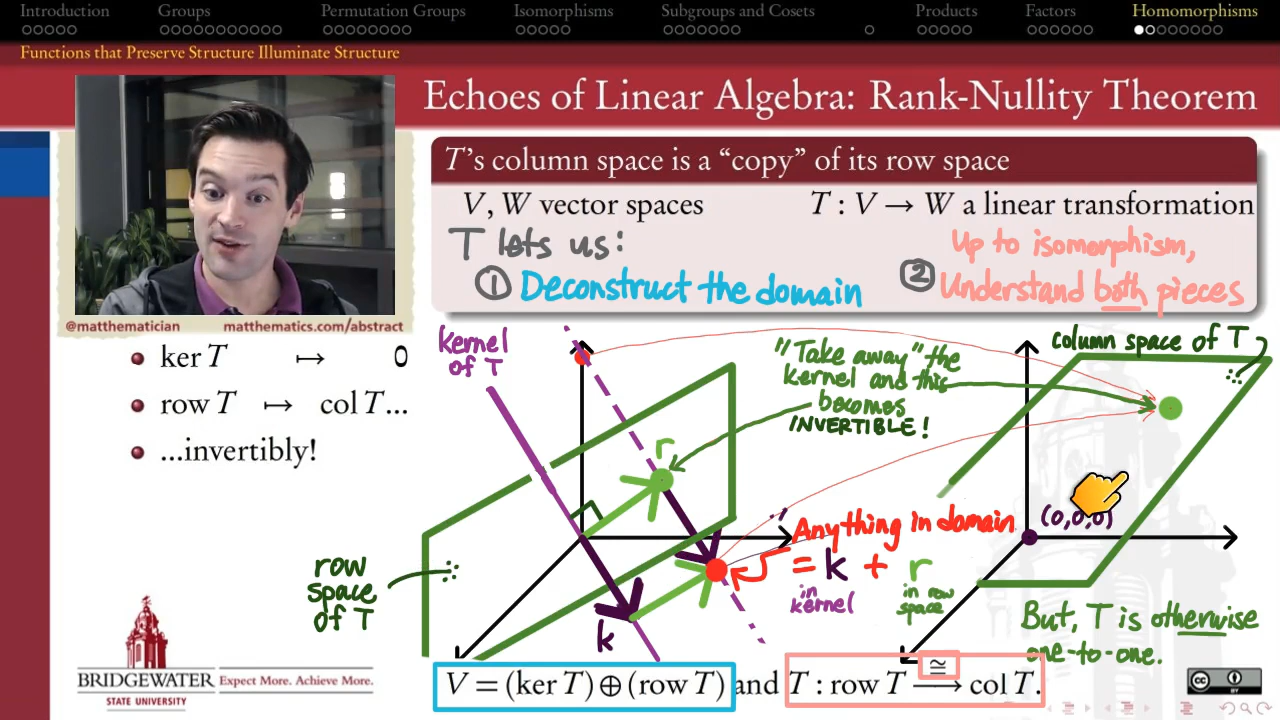 Introduction Groups Permutation Groups Isomorphisms Subgroups and Cosets Products Factors Homomorphisms
Functions that Preserve Structure Illuminate Structure
Echoes of Linear Algebra: Rank-Nullity Theorem
T's column space is a “copy” of its row space
V, W vector spaces T : V → W a linear transformation
T lets us:
① Deconstruct the domain
② Up to isomorphism,
Understand both pieces
@matthematician matthematics.com/abstract
• ker T ↦ 0
• row T ↦ col T...
• ...invertibly!
kernel
of T
"Take away" the
kernel and this
becomes
INVERTIBLE!
column space of T
r
(0,0,0)
Anything in domain
= k + r
in
kernel
in row
space
row
space
of T
k
But, T is otherwise
one-to-one.
BRIDGEWATER
STATE UNIVERSITY
Expect More. Achieve More.
V = (ker T) ⊕ (row T) and T : row T ≅⟶ col T.
cc BY